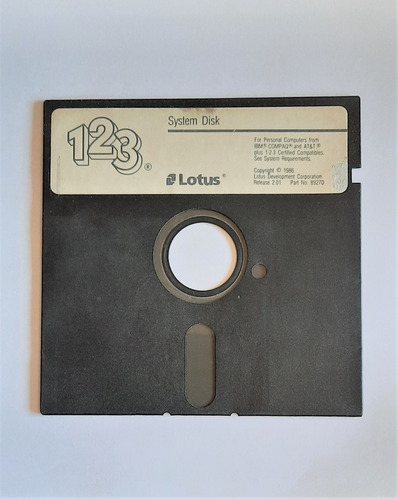 System Disk
123®
For Personal Computers from
IBM® COMPAQ® and AT&T®
plus 1-2-3 Certified Compatibles.
See System Requirements.
Copyright © 1986
Lotus Development Corporation
Release 2.01 Part No. 89270
Lotus®